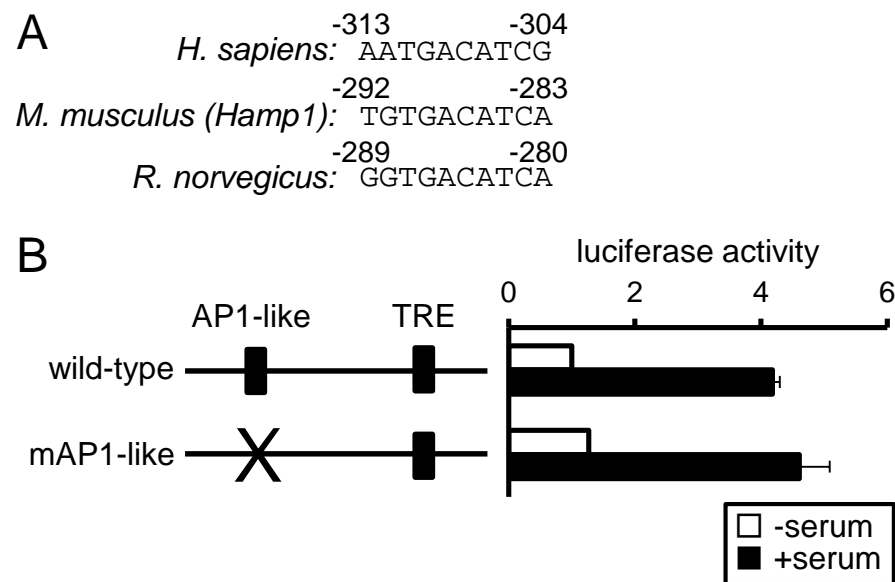 A
-313 -304
H. sapiens: AATGACATCG
-292 -283
M. musculus (Hamp1): TGTGACATCA
-289 -280
R. norvegicus: GGTGACATCA
B
luciferase activity
0 2 4 6
AP1-like TRE
wild-type
mAP1-like X
-serum
+serum